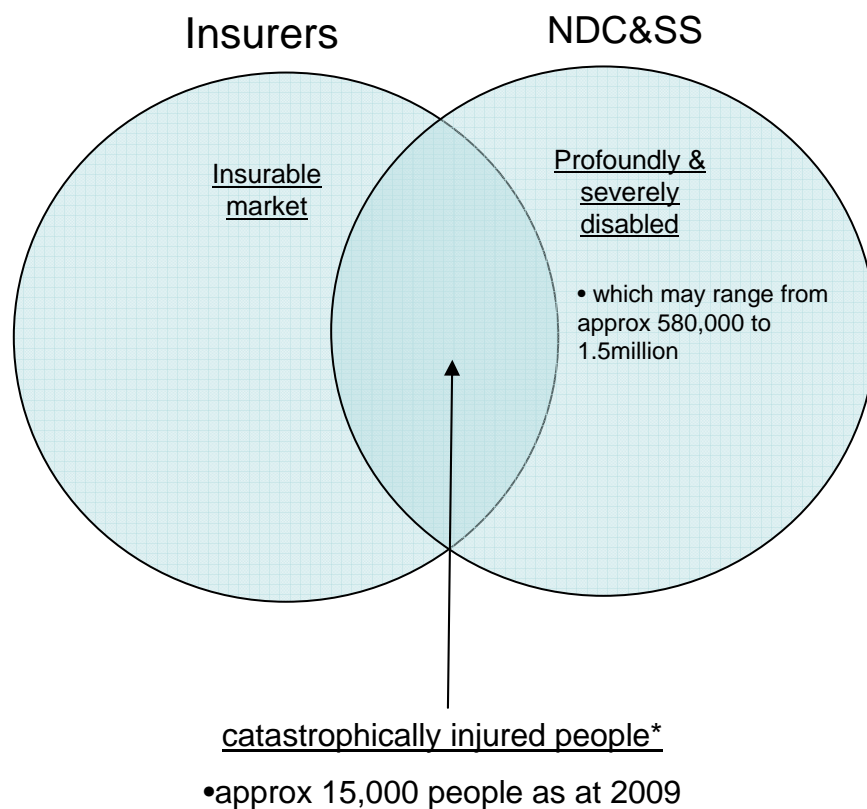 Insurers
NDC&SS
Insurable
market
Profoundly &
severely
disabled
• which may range from
approx 580,000 to
1.5million
catastrophically injured people*
•approx 15,000 people as at 2009